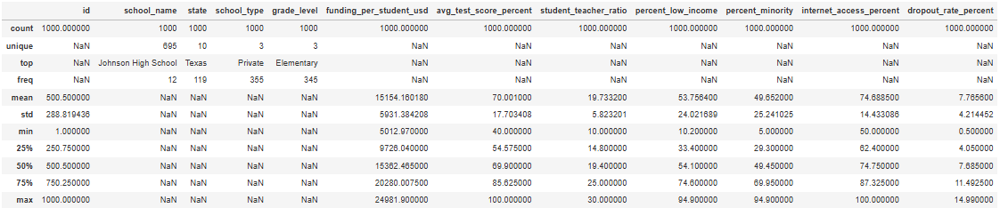 id school_name state school_type grade_level funding_per_student_usd avg_test_score_percent student_teacher_ratio percent_low_income percent_minority internet_access_percent dropout_rate_percent
count 1000.000000 1000 1000 1000 1000 1000.000000 1000.000000 1000.000000 1000.000000 1000.000000 1000.000000 1000.000000
unique NaN 695 10 3 3 NaN NaN NaN NaN NaN NaN NaN
top NaN Johnson High School Texas Private Elementary NaN NaN NaN NaN NaN NaN NaN
freq NaN 12 119 355 345 NaN NaN NaN NaN NaN NaN NaN
mean 500.500000 NaN NaN NaN NaN 15154.160180 70.001000 19.733200 53.756400 49.652000 74.688500 7.765600
std 288.819436 NaN NaN NaN NaN 5931.384208 17.703408 5.823201 24.021689 25.241025 14.433086 4.214452
min 1.000000 NaN NaN NaN NaN 5012.970000 40.000000 10.000000 10.200000 5.000000 50.000000 0.500000
25% 250.750000 NaN NaN NaN NaN 9726.040000 54.575000 14.800000 33.400000 29.300000 62.400000 4.050000
50% 500.500000 NaN NaN NaN NaN 15362.465000 69.900000 19.400000 54.100000 49.450000 74.750000 7.685000
75% 750.250000 NaN NaN NaN NaN 20280.007500 85.625000 25.000000 74.600000 69.950000 87.325000 11.492500
max 1000.000000 NaN NaN NaN NaN 24981.900000 100.000000 30.000000 94.900000 94.900000 100.000000 14.990000